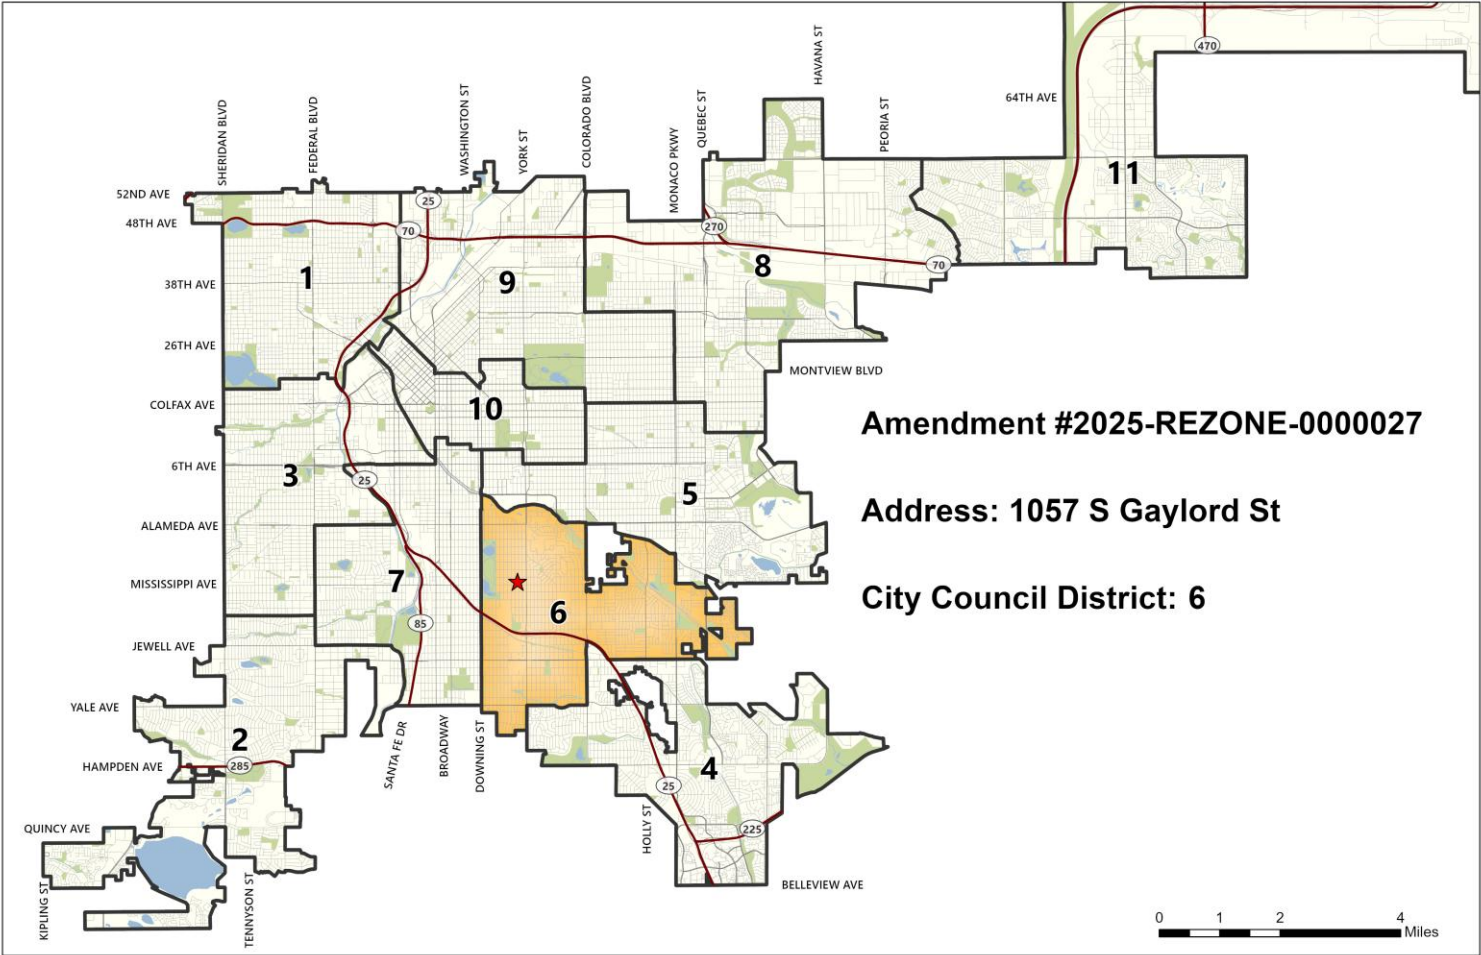 470
HAVANA ST
64TH AVE
PEORIA ST
COLORADO BLVD
WASHINGTON ST
QUEBEC ST
FEDERAL BLVD
SHERIDAN BLVD
YORK ST
MONACO PKWY
11
52ND AVE
25
48TH AVE
70
270
8
70
1
9
38TH AVE
26TH AVE
MONTVIEW BLVD
COLFAX AVE
10
Amendment #2025-REZONE-0000027
6TH AVE
3
25
5
Address: 1057 S Gaylord St
ALAMEDA AVE
MISSISSIPPI AVE
7
6
City Council District: 6
85
JEWELL AVE
YALE AVE
2
SANTA FE DR
BROADWAY
DOWNING ST
HAMPDEN AVE
285
4
25
HOLLY ST
QUINCY AVE
225
BELLEVIEW AVE
KIPLING ST
TENNYSON ST
0 1 2 4
Miles